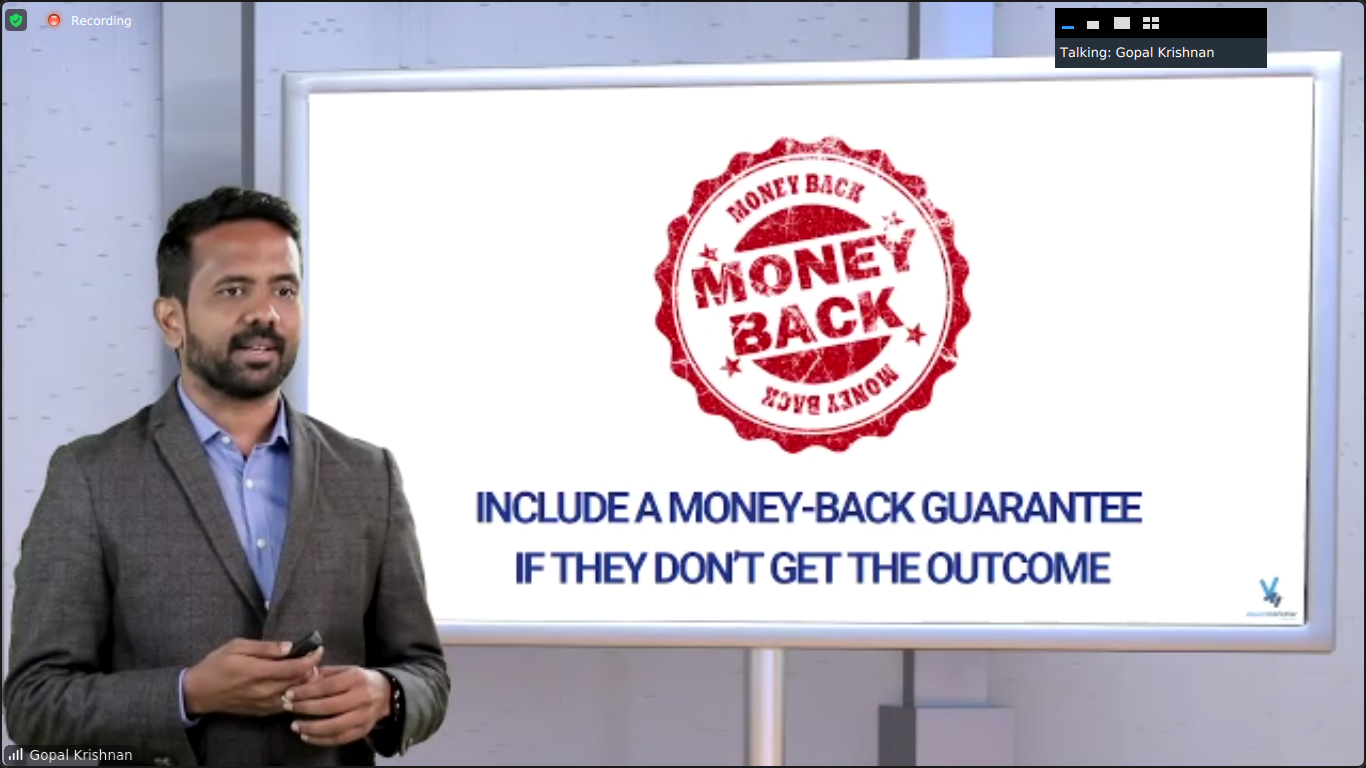 Recording
Talking: Gopal Krishnan
MONEY BACK
MONEY
BACK
MONEY BACK
INCLUDE A MONEY-BACK GUARANTEE
IF THEY DON'T GET THE OUTCOME
Gopal Krishnan